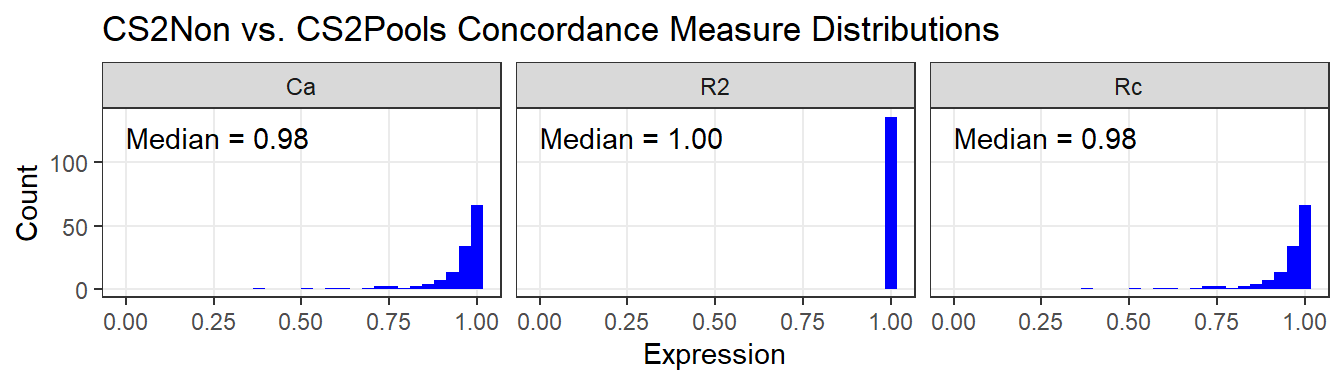 CS2Non vs. CS2Pools Concordance Measure Distributions
Ca
R2
Rc
Median = 0.98
Median = 1.00
Median = 0.98
Count
100
50
0
0.00 0.25 0.50 0.75 1.00
0.00 0.25 0.50 0.75 1.00
0.00 0.25 0.50 0.75 1.00
Expression